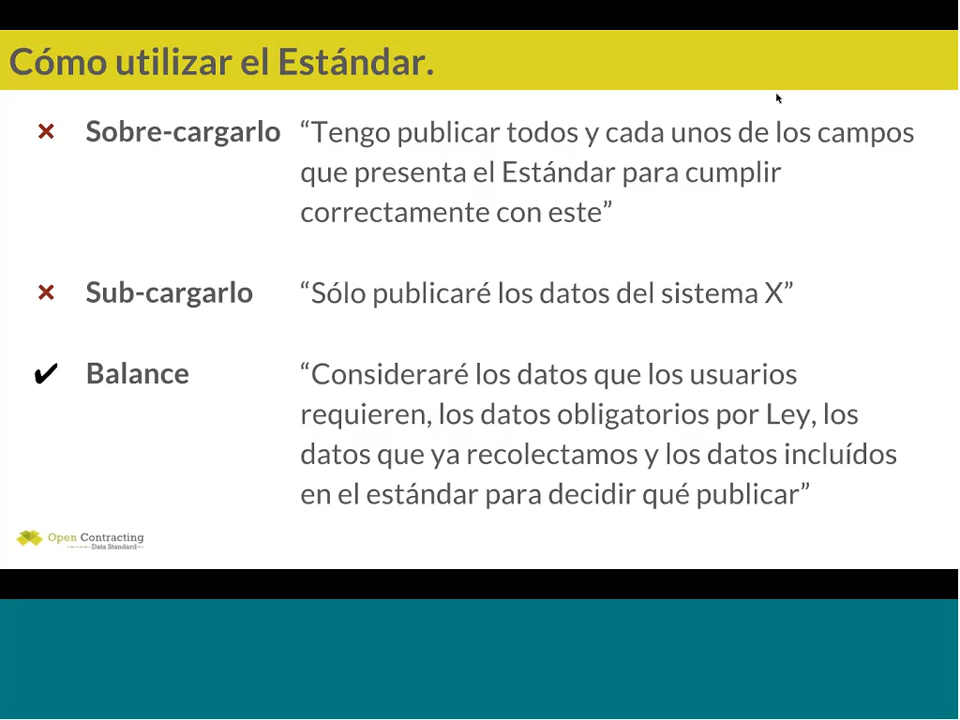 Cómo utilizar el Estándar.
× Sobre-cargarlo “Tengo publicar todos y cada unos de los campos
que presenta el Estándar para cumplir
correctamente con este”
× Sub-cargarlo “Sólo publicaré los datos del sistema X”
✔ Balance “Consideraré los datos que los usuarios
requieren, los datos obligatorios por Ley, los
datos que ya recolectamos y los datos incluídos
en el estándar para decidir qué publicar”
Open Contracting
Data Standard